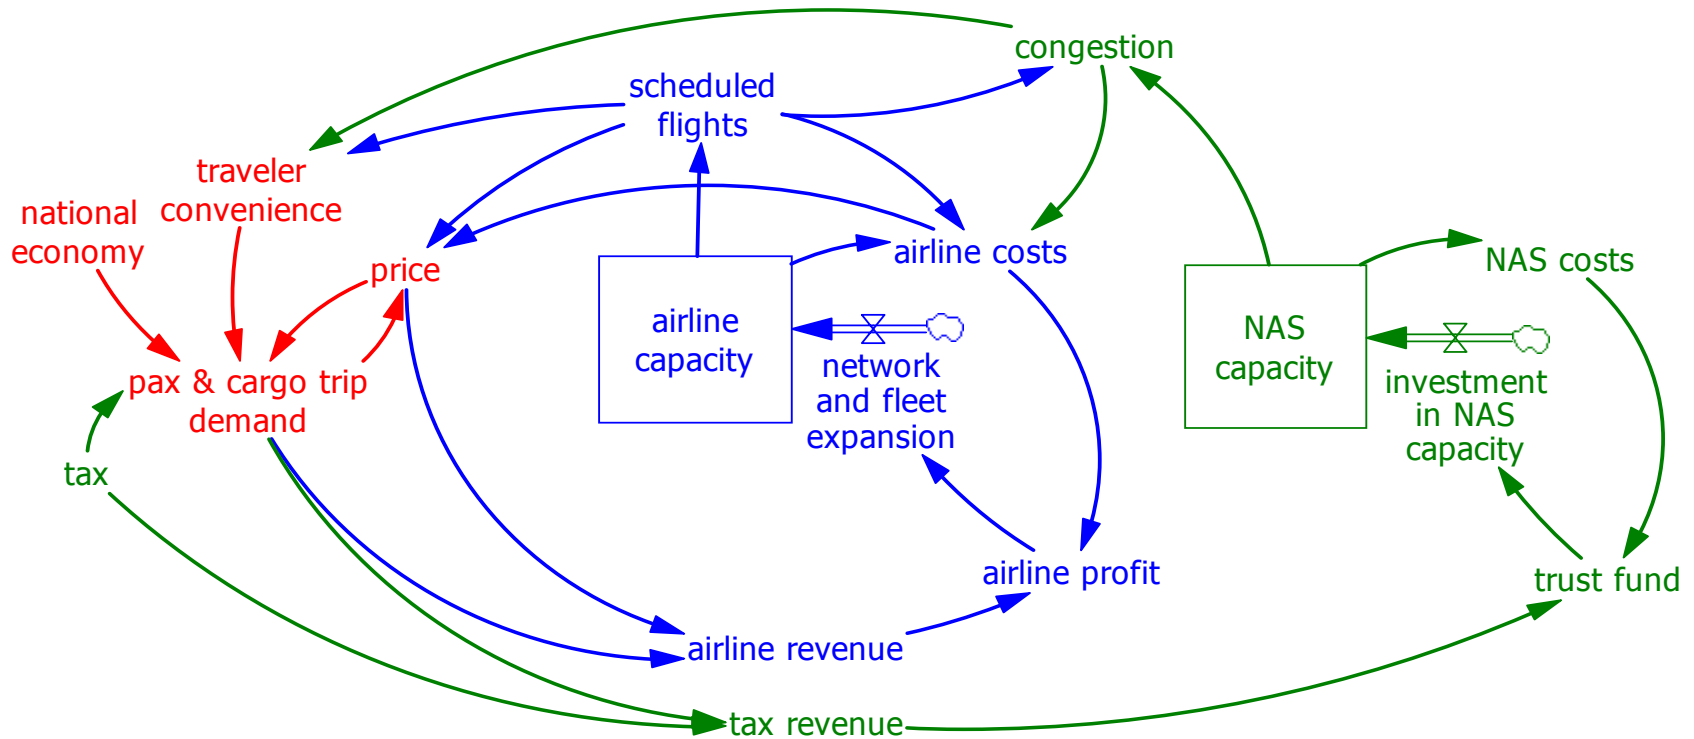 congestion
scheduled
flights
traveler
convenience
national
economy
price
airline costs
NAS costs
airline
capacity
NAS
capacity
network
and fleet
expansion
investment
in NAS
capacity
pax & cargo trip
demand
tax
airline profit
trust fund
airline revenue
tax revenue